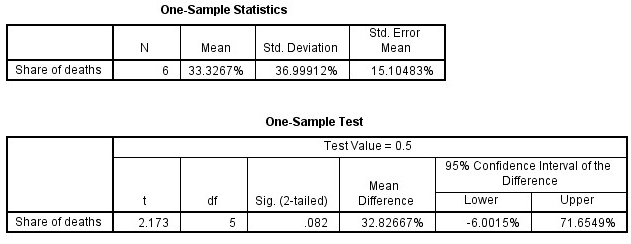 One-Sample Statistics
N Mean Std. Deviation Std. Error Mean
Share of deaths 6 33.3267% 36.99912% 15.10483%
One-Sample Test
Test Value = 0.5
t df Sig. (2-tailed) Mean Difference 95% Confidence Interval of the Difference
Lower Upper
Share of deaths 2.173 5 .082 32.82667% -6.0015% 71.6549%